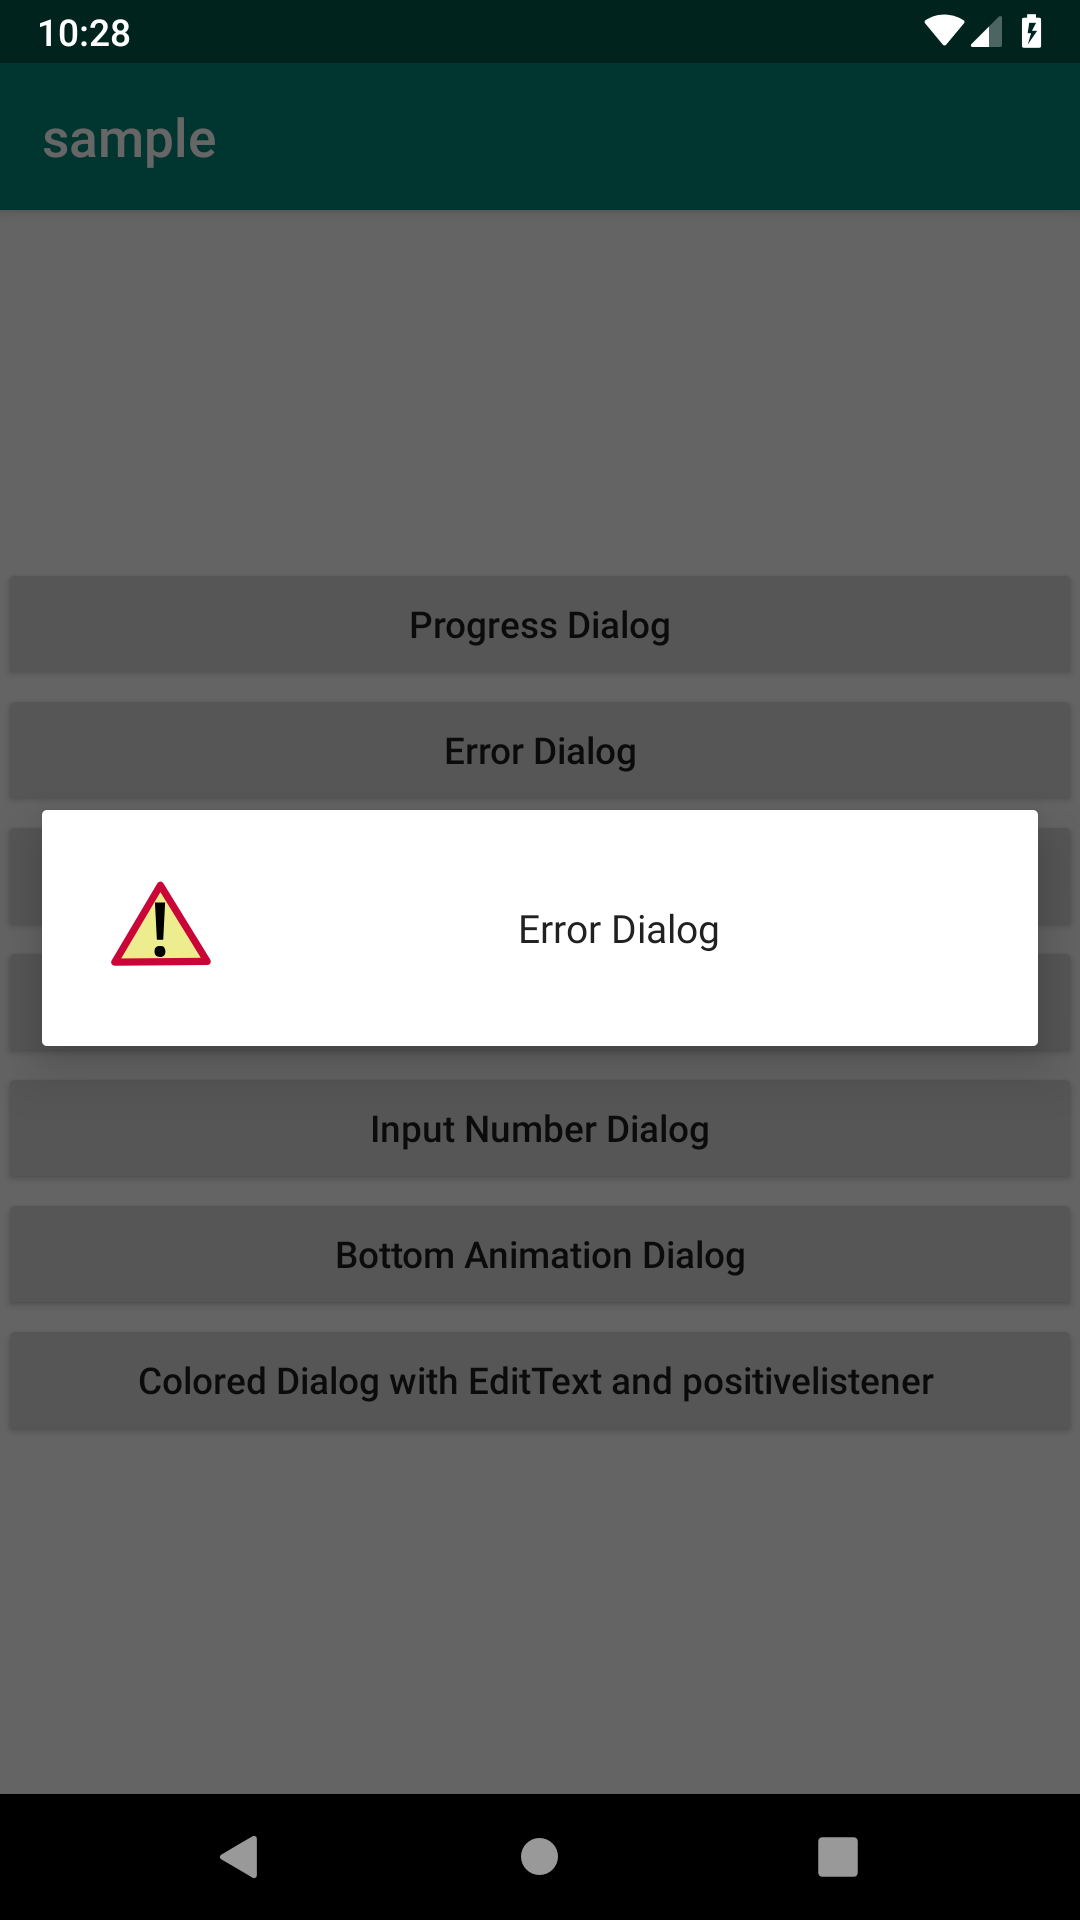 10:28
sample
Progress Dialog
Error Dialog
Error Dialog
Input Number Dialog
Bottom Animation Dialog
Colored Dialog with EditText and positivelistener